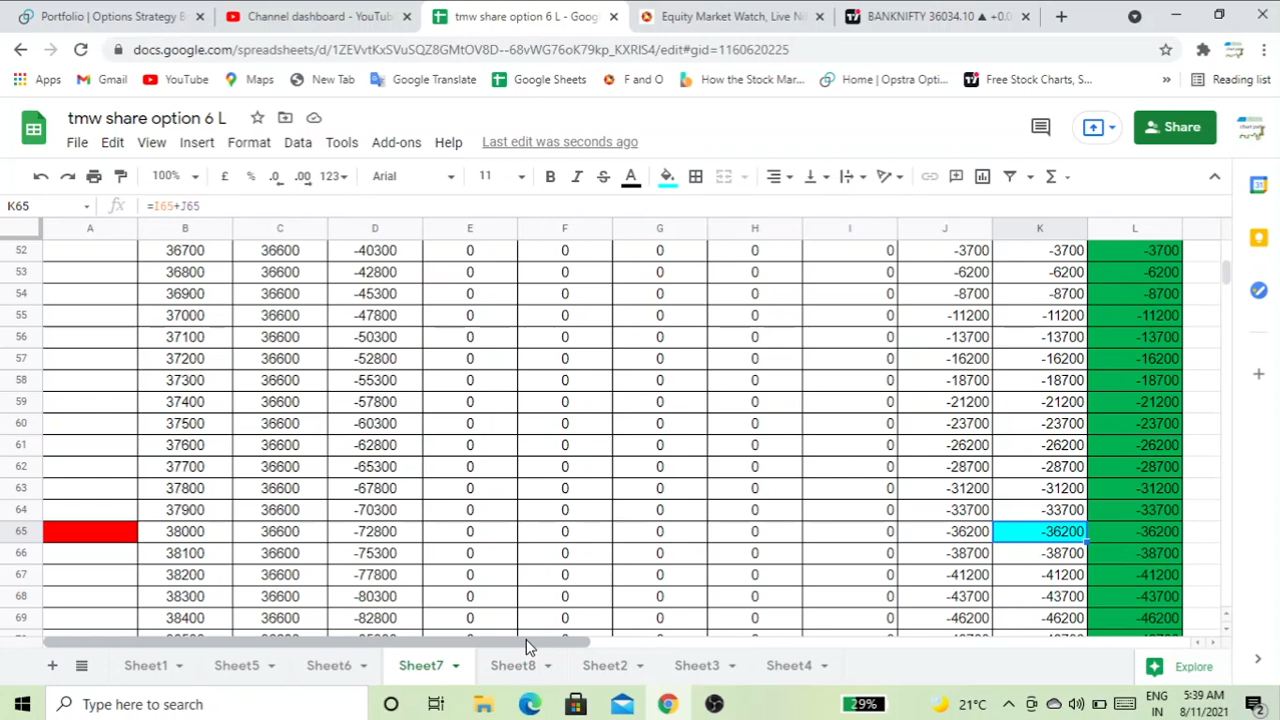 Portfolio | Options Strategy B
Channel dashboard - YouTube
tmw share option 6 L - Goog
Equity Market Watch, Live N
BANKNIFTY 36034.10 ▲ +0.0
docs.google.com/spreadsheets/d/1ZEVvtKxSVuSQZ8GMtOV8D--68vWG76oK79kp_KXRIS4/edit#gid=1160620225
Apps Gmail YouTube Maps New Tab Google Translate Google Sheets F and O How the Stock Mar... Home | Opstra Opti... Free Stock Charts, S... » Reading list
tmw share option 6 L
File Edit View Insert Format Data Tools Add-ons Help Last edit was seconds ago
Share
100% £ % .0 .00 123 Arial 11 B I S A Σ
K65 fx =I65+J65
A B C D E F G H I J K L
52 36700 36600 -40300 0 0 0 0 0 -3700 -3700 -3700
53 36800 36600 -42800 0 0 0 0 0 -6200 -6200 -6200
54 36900 36600 -45300 0 0 0 0 0 -8700 -8700 -8700
55 37000 36600 -47800 0 0 0 0 0 -11200 -11200 -11200
56 37100 36600 -50300 0 0 0 0 0 -13700 -13700 -13700
57 37200 36600 -52800 0 0 0 0 0 -16200 -16200 -16200
58 37300 36600 -55300 0 0 0 0 0 -18700 -18700 -18700
59 37400 36600 -57800 0 0 0 0 0 -21200 -21200 -21200
60 37500 36600 -60300 0 0 0 0 0 -23700 -23700 -23700
61 37600 36600 -62800 0 0 0 0 0 -26200 -26200 -26200
62 37700 36600 -65300 0 0 0 0 0 -28700 -28700 -28700
63 37800 36600 -67800 0 0 0 0 0 -31200 -31200 -31200
64 37900 36600 -70300 0 0 0 0 0 -33700 -33700 -33700
65 38000 36600 -72800 0 0 0 0 0 -36200 -36200 -36200
66 38100 36600 -75300 0 0 0 0 0 -38700 -38700 -38700
67 38200 36600 -77800 0 0 0 0 0 -41200 -41200 -41200
68 38300 36600 -80300 0 0 0 0 0 -43700 -43700 -43700
69 38400 36600 -82800 0 0 0 0 0 -46200 -46200 -46200
Sheet1 Sheet5 Sheet6 Sheet7 Sheet8 Sheet2 Sheet3 Sheet4 Explore
Type here to search
29%
21°C
ENG
IN
5:39 AM
8/11/2021
2